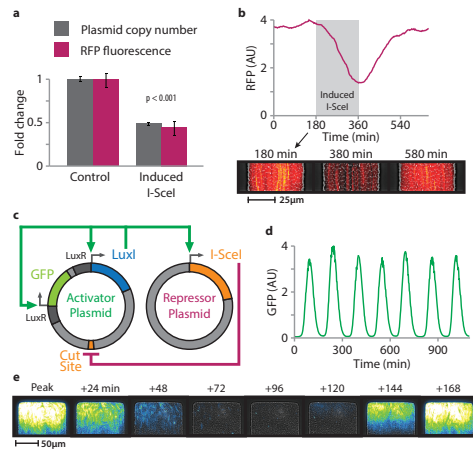 a
Plasmid copy number
RFP fluorescence
Fold change
1
0.5
0
p < 0.001
Control
Induced
I-SceI
b
RFP (AU)
4
2
0
Induced
I-SceI
0
180
360
540
Time (min)
180 min
380 min
580 min
25µm
c
LuxR
LuxI
I-SceI
GFP
LuxR
Activator
Plasmid
Repressor
Plasmid
Cut
Site
d
GFP (AU)
4
2
0
0
300
600
900
Time (min)
e
Peak
+24 min
+48
+72
+96
+120
+144
+168
50µm